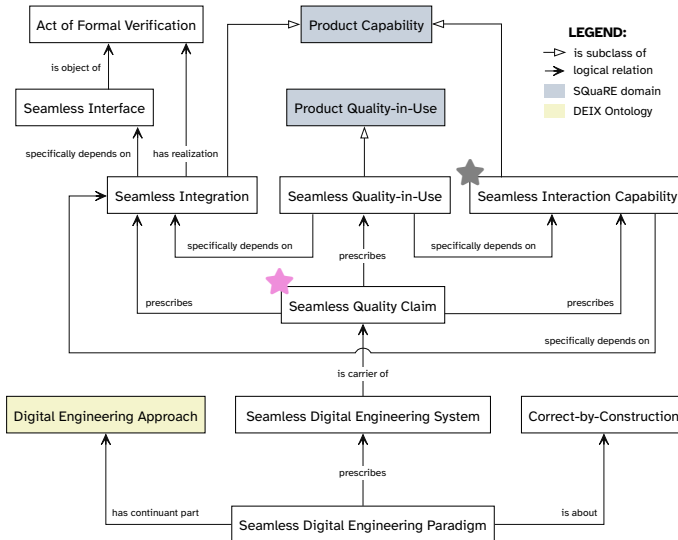 Act of Formal Verification
Product Capability
LEGEND:
is subclass of
logical relation
SQuaRE domain
DEIX Ontology
is object of
Seamless Interface
Product Quality-in-Use
specifically depends on
has realization
Seamless Integration
Seamless Quality-in-Use
Seamless Interaction Capability
specifically depends on
specifically depends on
prescribes
Seamless Quality Claim
prescribes
prescribes
specifically depends on
is carrier of
Digital Engineering Approach
Seamless Digital Engineering System
Correct-by-Construction
prescribes
has continuant part
is about
Seamless Digital Engineering Paradigm